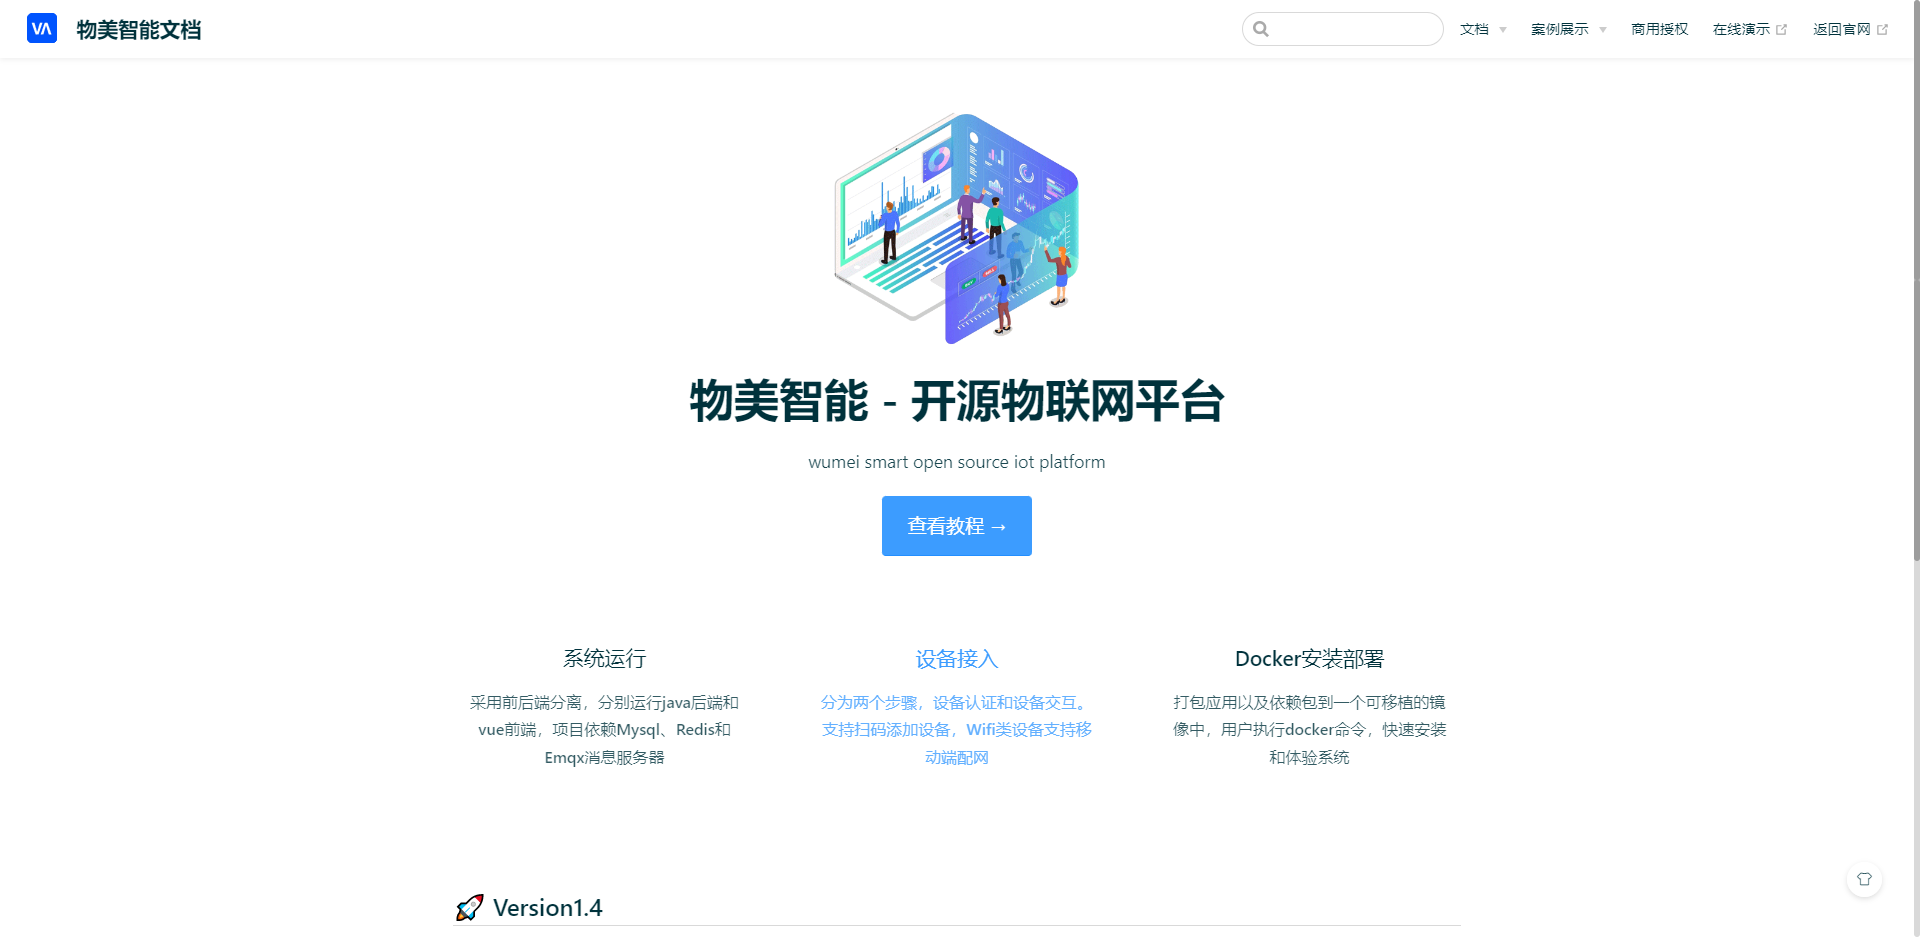 VA 物美智能文档
文档
案例展示
商用授权
在线演示
返回官网
物美智能 - 开源物联网平台
wumei smart open source iot platform
查看教程 →
系统运行
采用前后端分离，分别运行java后端和
vue前端，项目依赖Mysql、Redis和
Emqx消息服务器
设备接入
分为两个步骤，设备认证和设备交互。
支持扫码添加设备，Wifi类设备支持移
动端配网
Docker安装部署
打包应用以及依赖包到一个可移植的镜
像中，用户执行docker命令，快速安装
和体验系统
🚀 Version1.4